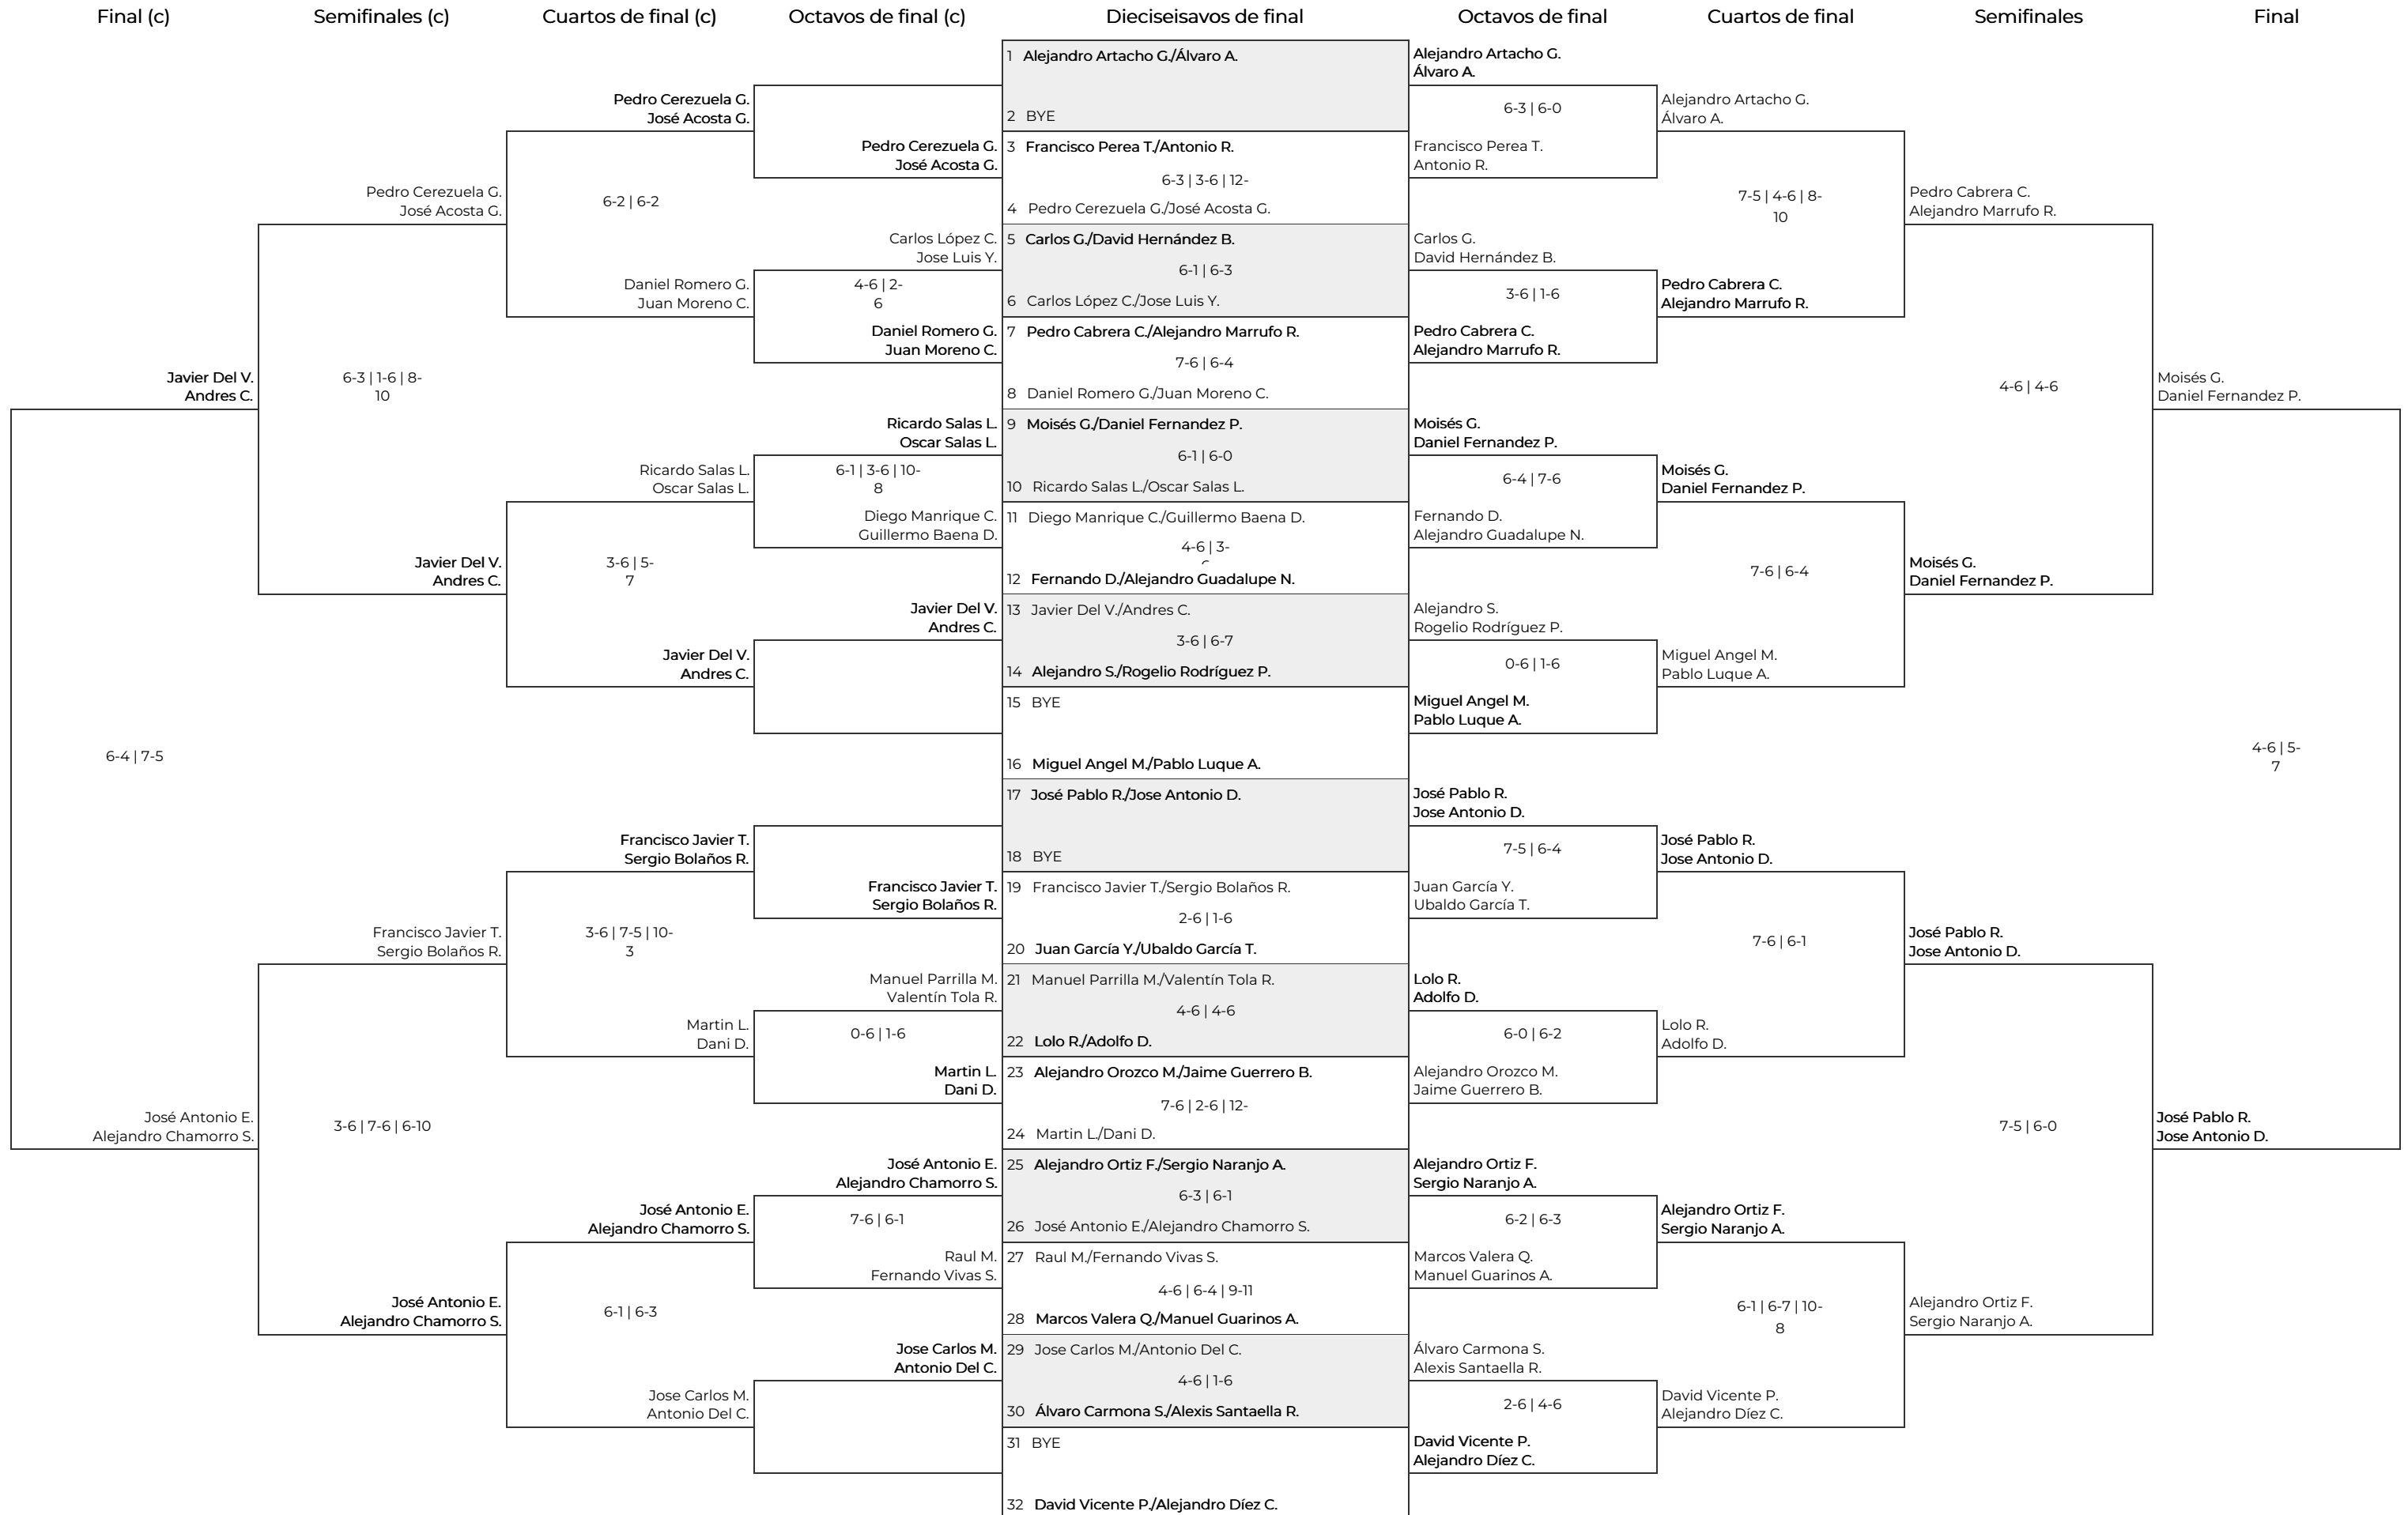 Final (c)
Semifinales (c)
Cuartos de final (c)
Octavos de final (c)
Dieciseisavos de final
Octavos de final
Cuartos de final
Semifinales
Final
Javier Del V.
Andres C.
6-4 | 7-5
José Antonio E.
Alejandro Chamorro S.
Pedro Cerezuela G.
José Acosta G.
6-3 | 1-6 | 8-
10
Javier Del V.
Andres C.
Francisco Javier T.
Sergio Bolaños R.
3-6 | 7-6 | 6-10
José Antonio E.
Alejandro Chamorro S.
Pedro Cerezuela G.
José Acosta G.
6-2 | 6-2
Daniel Romero G.
Juan Moreno C.
Ricardo Salas L.
Oscar Salas L.
3-6 | 5-
7
Javier Del V.
Andres C.
Francisco Javier T.
Sergio Bolaños R.
3-6 | 7-5 | 10-
3
Martin L.
Dani D.
José Antonio E.
Alejandro Chamorro S.
6-1 | 6-3
Jose Carlos M.
Antonio Del C.
Pedro Cerezuela G.
José Acosta G.
Carlos López C.
Jose Luis Y.
4-6 | 2-
6
Daniel Romero G.
Juan Moreno C.
Ricardo Salas L.
Oscar Salas L.
6-1 | 3-6 | 10-
8
Diego Manrique C.
Guillermo Baena D.
Javier Del V.
Andres C.
Francisco Javier T.
Sergio Bolaños R.
Manuel Parrilla M.
Valentín Tola R.
0-6 | 1-6
Martin L.
Dani D.
José Antonio E.
Alejandro Chamorro S.
7-6 | 6-1
Raul M.
Fernando Vivas S.
Jose Carlos M.
Antonio Del C.
1 Alejandro Artacho G./Álvaro A.
2 BYE
3 Francisco Perea T./Antonio R.
6-3 | 3-6 | 12-
4 Pedro Cerezuela G./José Acosta G.
5 Carlos G./David Hernández B.
6-1 | 6-3
6 Carlos López C./Jose Luis Y.
7 Pedro Cabrera C./Alejandro Marrufo R.
7-6 | 6-4
8 Daniel Romero G./Juan Moreno C.
9 Moisés G./Daniel Fernandez P.
6-1 | 6-0
10 Ricardo Salas L./Oscar Salas L.
11 Diego Manrique C./Guillermo Baena D.
4-6 | 3-
12 Fernando D./Alejandro Guadalupe N.
13 Javier Del V./Andres C.
3-6 | 6-7
14 Alejandro S./Rogelio Rodríguez P.
15 BYE
16 Miguel Angel M./Pablo Luque A.
17 José Pablo R./Jose Antonio D.
18 BYE
19 Francisco Javier T./Sergio Bolaños R.
2-6 | 1-6
20 Juan García Y./Ubaldo García T.
21 Manuel Parrilla M./Valentín Tola R.
4-6 | 4-6
22 Lolo R./Adolfo D.
23 Alejandro Orozco M./Jaime Guerrero B.
7-6 | 2-6 | 12-
24 Martin L./Dani D.
25 Alejandro Ortiz F./Sergio Naranjo A.
6-3 | 6-1
26 José Antonio E./Alejandro Chamorro S.
27 Raul M./Fernando Vivas S.
4-6 | 6-4 | 9-11
28 Marcos Valera Q./Manuel Guarinos A.
29 Jose Carlos M./Antonio Del C.
4-6 | 1-6
30 Álvaro Carmona S./Alexis Santaella R.
31 BYE
32 David Vicente P./Alejandro Díez C.
Alejandro Artacho G.
Álvaro A.
6-3 | 6-0
Francisco Perea T.
Antonio R.
Carlos G.
David Hernández B.
3-6 | 1-6
Pedro Cabrera C.
Alejandro Marrufo R.
Moisés G.
Daniel Fernandez P.
6-4 | 7-6
Fernando D.
Alejandro Guadalupe N.
Alejandro S.
Rogelio Rodríguez P.
0-6 | 1-6
Miguel Angel M.
Pablo Luque A.
José Pablo R.
Jose Antonio D.
7-5 | 6-4
Juan García Y.
Ubaldo García T.
Lolo R.
Adolfo D.
6-0 | 6-2
Alejandro Orozco M.
Jaime Guerrero B.
Alejandro Ortiz F.
Sergio Naranjo A.
6-2 | 6-3
Marcos Valera Q.
Manuel Guarinos A.
Álvaro Carmona S.
Alexis Santaella R.
2-6 | 4-6
David Vicente P.
Alejandro Díez C.
Alejandro Artacho G.
Álvaro A.
7-5 | 4-6 | 8-
10
Pedro Cabrera C.
Alejandro Marrufo R.
Moisés G.
Daniel Fernandez P.
7-6 | 6-4
Miguel Angel M.
Pablo Luque A.
José Pablo R.
Jose Antonio D.
7-6 | 6-1
Lolo R.
Adolfo D.
Alejandro Ortiz F.
Sergio Naranjo A.
6-1 | 6-7 | 10-
8
David Vicente P.
Alejandro Díez C.
Pedro Cabrera C.
Alejandro Marrufo R.
4-6 | 4-6
Moisés G.
Daniel Fernandez P.
José Pablo R.
Jose Antonio D.
7-5 | 6-0
Alejandro Ortiz F.
Sergio Naranjo A.
Moisés G.
Daniel Fernandez P.
4-6 | 5-
7
José Pablo R.
Jose Antonio D.